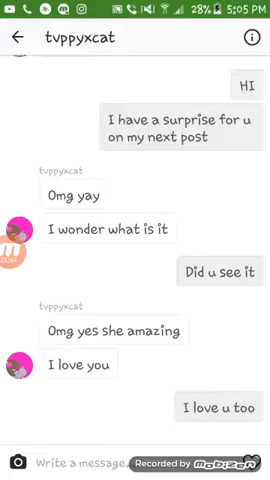 28% 5:05 PM
tvppyxcat
HI
I have a surprise for u
on my next post
tvppyxcat
Omg yay
I wonder what is it
Did u see it
tvppyxcat
Omg yes she amazing
I love you
I love u too
Write a message.
Recorded by Mobizen